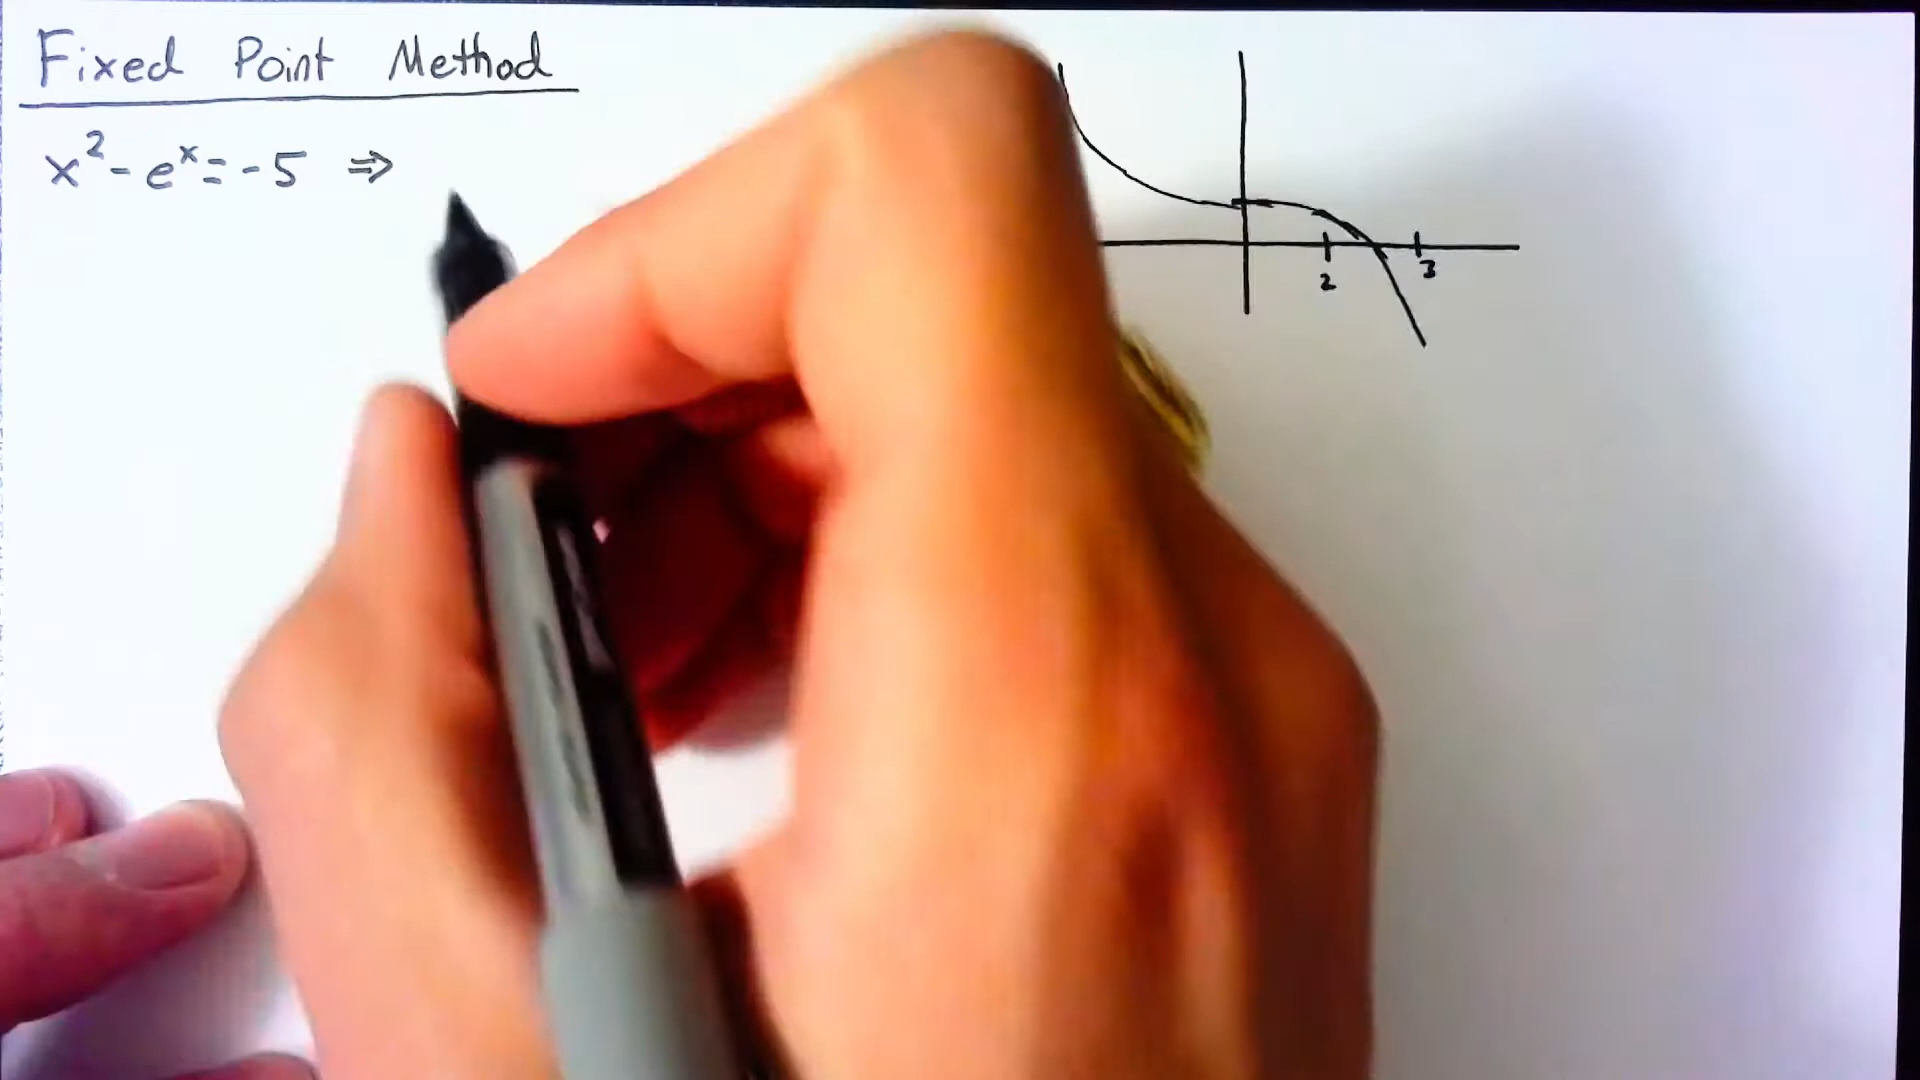 Fixed Point Method
x² - eˣ = -5 ⇒
2 3